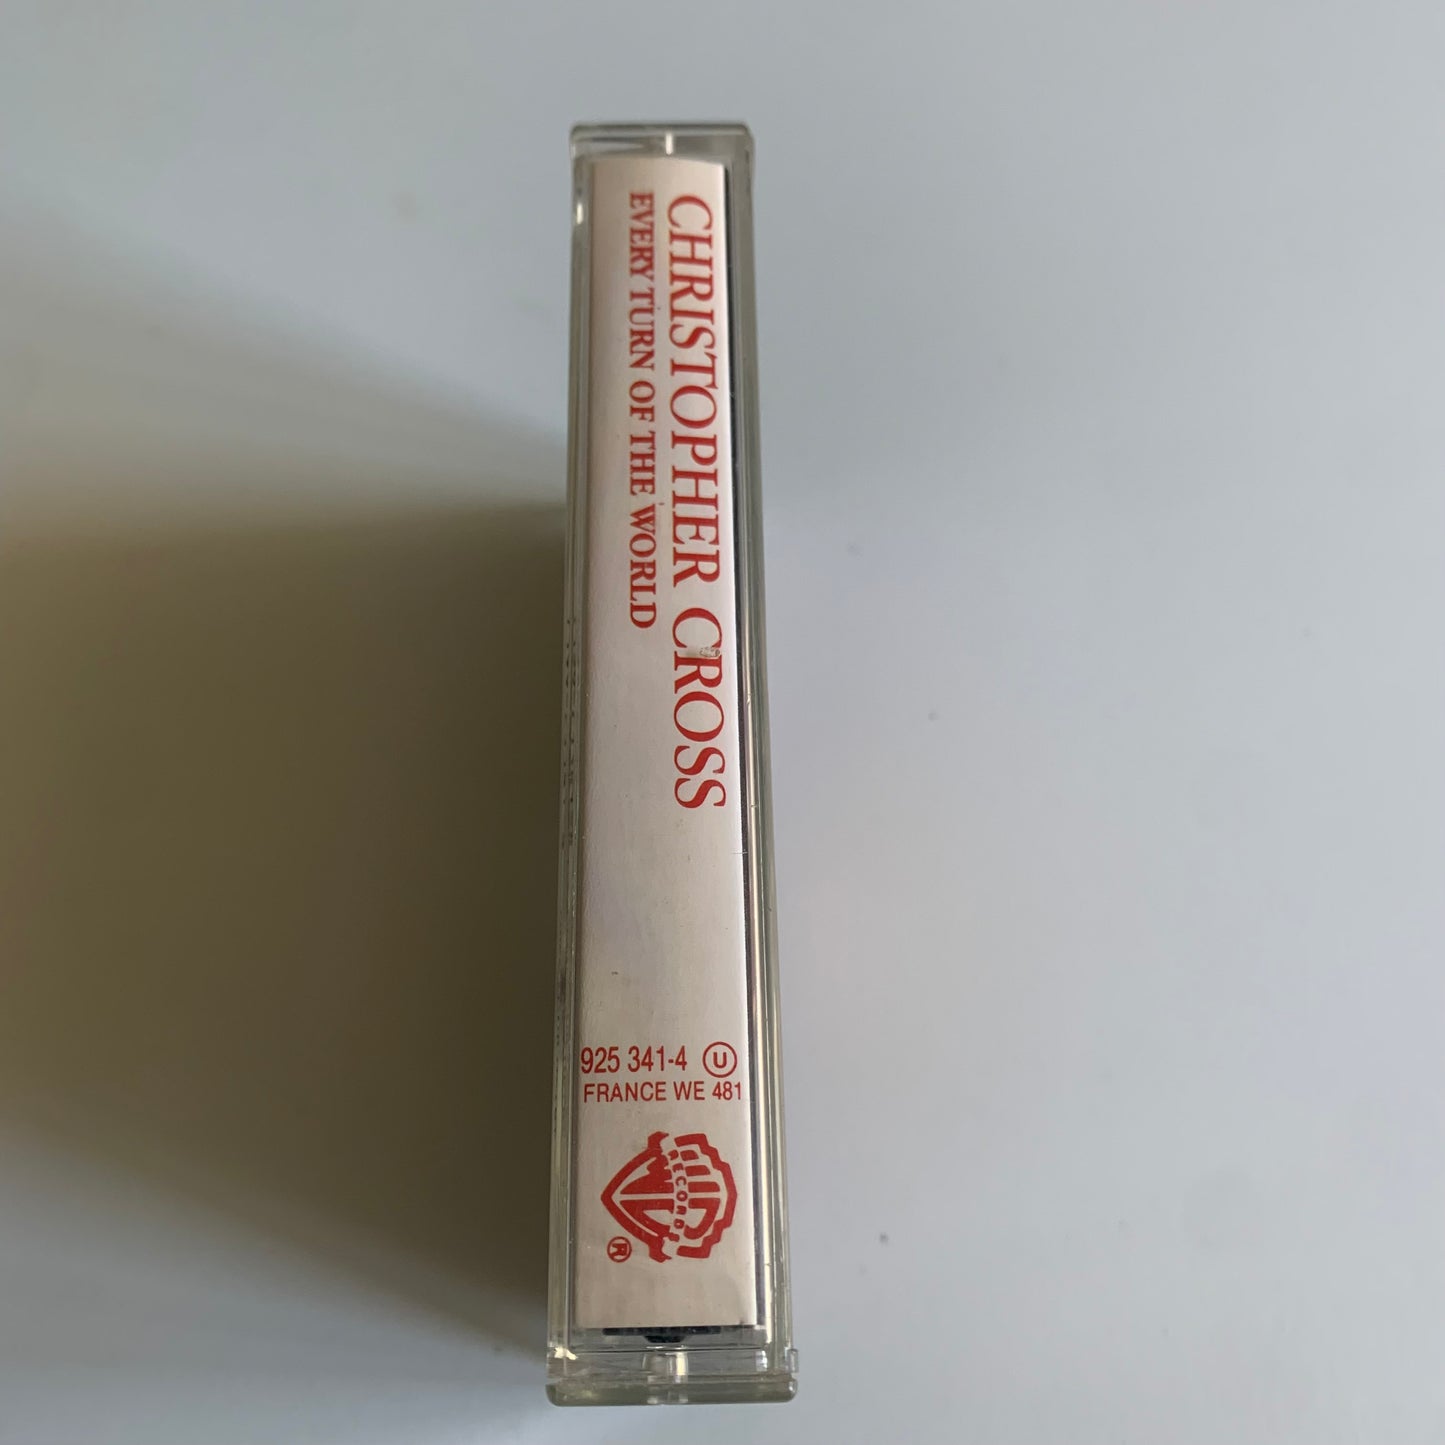 CHRISTOPHER CROSS
EVERY TURN OF THE WORLD
925 341-4 Ⓤ
FRANCE WE 481
RECORDS
®